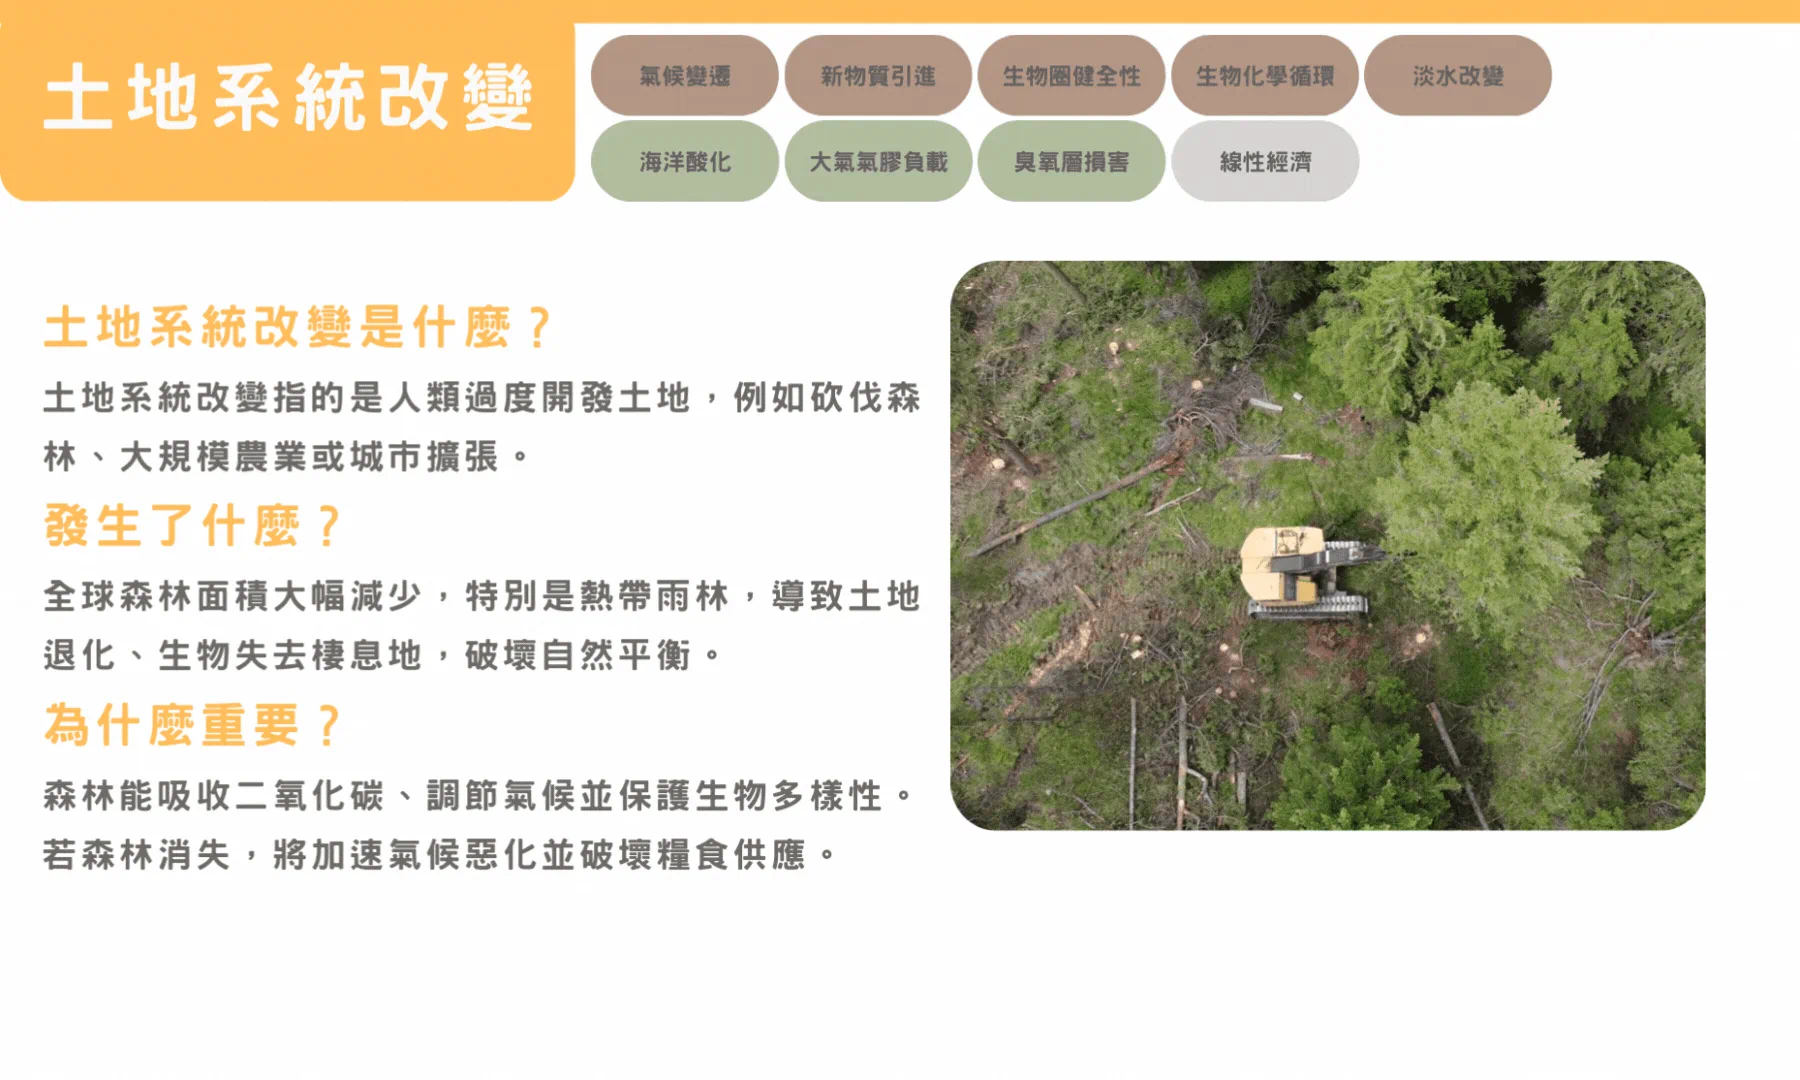 土地系統改變
氣候變遷
新物質引進
生物圈健全性
生物化學循環
淡水改變
海洋酸化
大氣氣膠負載
臭氧層損害
線性經濟
土地系統改變是什麼？
土地系統改變指的是人類過度開發土地，例如砍伐森
林、大規模農業或城市擴張。
發生了什麼？
全球森林面積大幅減少，特別是熱帶雨林，導致土地
退化、生物失去棲息地，破壞自然平衡。
為什麼重要？
森林能吸收二氧化碳、調節氣候並保護生物多樣性。
若森林消失，將加速氣候惡化並破壞糧食供應。